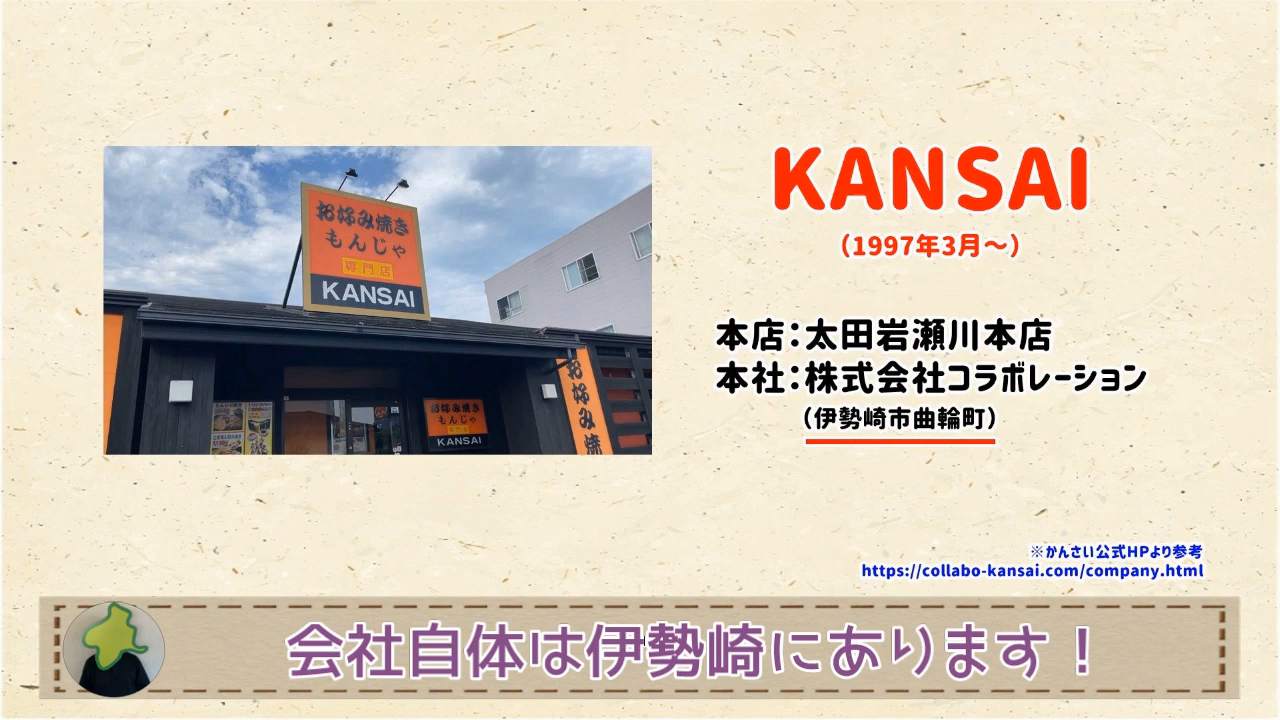 KANSAI
(1997年3月～)
お好み焼き
もんじゃ
専門店
KANSAI
お好み焼き
もんじゃ
専門店
KANSAI
お好み焼
本店：太田岩瀬川本店
本社：株式会社コラボレーション
(伊勢崎市曲輪町)
※かんさい公式HPより参考
https://collabo-kansai.com/company.html
会社自体は伊勢崎にあります！